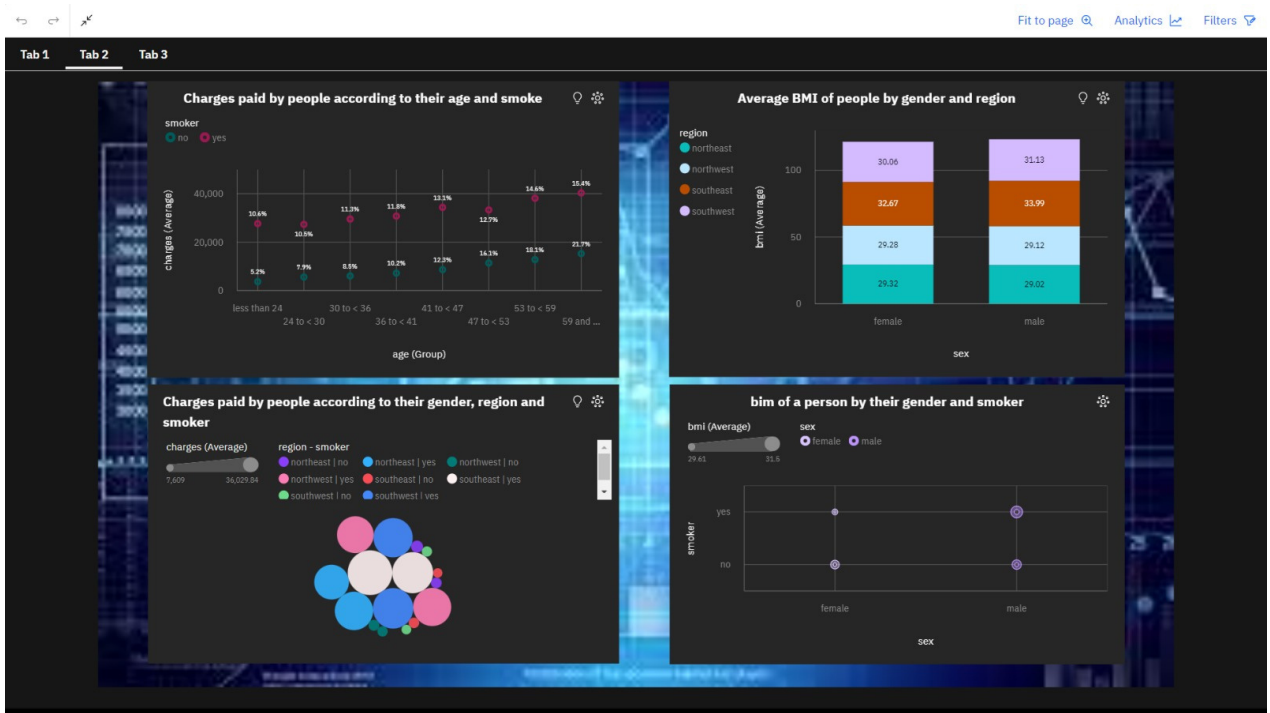 Fit to page Analytics Filters
Tab 1 Tab 2 Tab 3
Charges paid by people according to their age and smoke
smoker
no yes
charges (Average)
40,000
20,000
0
10.6%
10.5%
11.3%
11.8%
13.1%
12.7%
14.6%
15.4%
5.2%
7.9%
8.5%
10.2%
12.3%
16.1%
18.1%
21.7%
less than 24 30 to < 36 41 to < 47 53 to < 59
24 to < 30 36 to < 41 47 to < 53 59 and ...
age (Group)
Average BMI of people by gender and region
region
northeast
northwest
southeast
southwest
bmi (Average)
100
50
0
30.06 31.13
32.67 33.99
29.28 29.12
29.32 29.02
female male
sex
Charges paid by people according to their gender, region and
smoker
charges (Average)
7,609 36,029.84
region - smoker
northeast | no northeast | yes northwest | no
northwest | yes southeast | no southeast | yes
southwest | no southwest | yes
bim of a person by their gender and smoker
bmi (Average)
29.61 31.5
sex
female male
smoker
yes
no
female male
sex